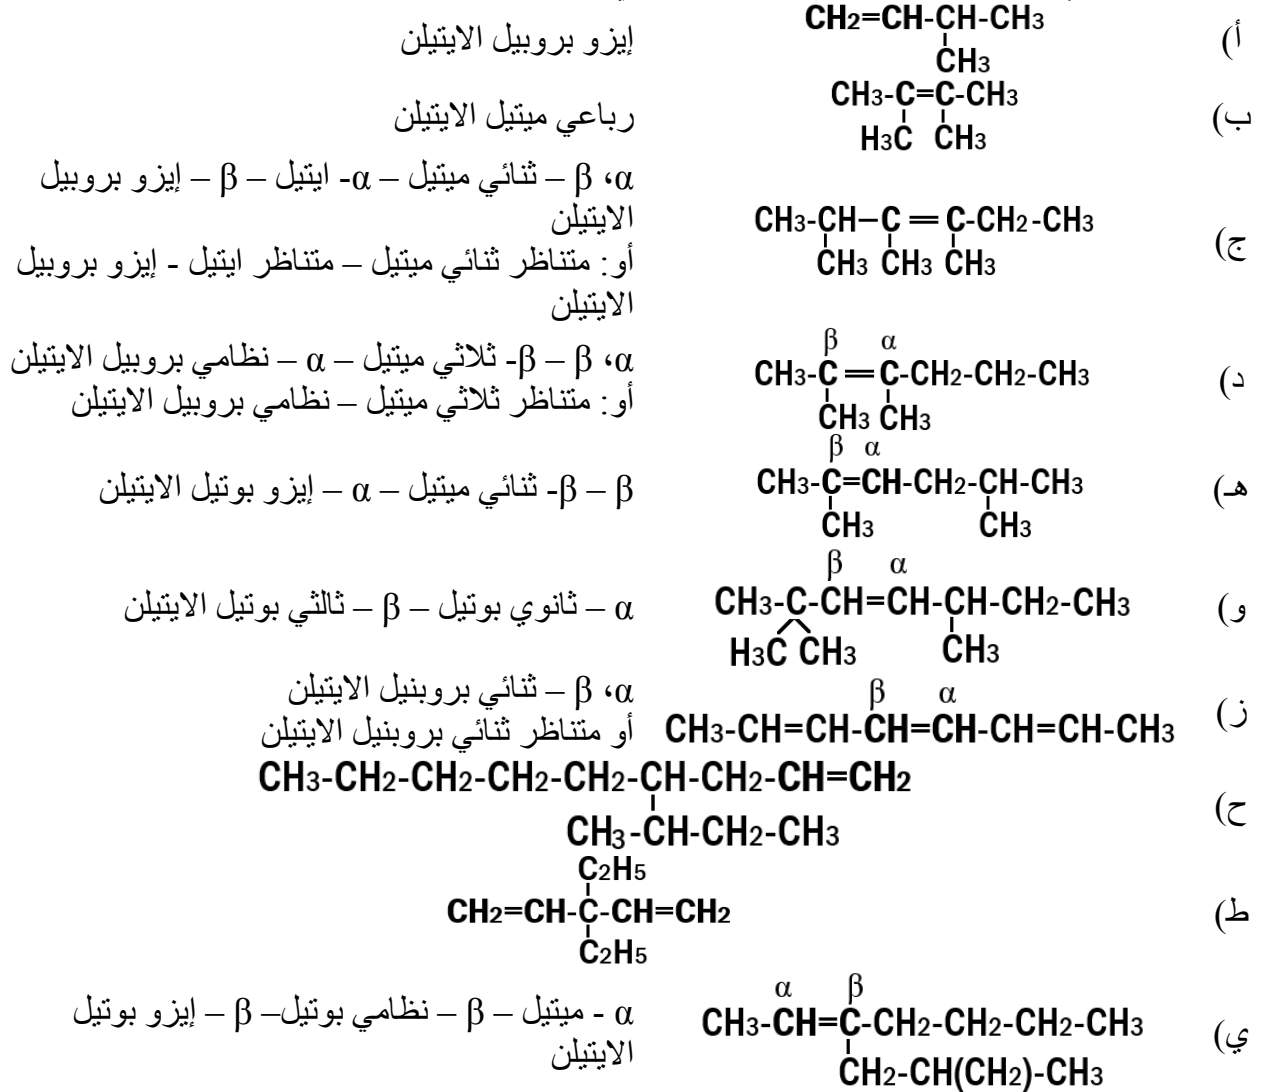 أ) CH2=CH-CH-CH3 إيزو بروبيل الايتيلن
CH3
ب) CH3-C=C-CH3 رباعي ميتيل الايتيلن
H3C CH3
α، β – ثنائي ميتيل – α- ايتيل – β – إيزو بروبيل
الايتيلن
ج) CH3-CH–C=C-CH2-CH3
CH3 CH3 CH3
أو: متناظر ثنائي ميتيل – متناظر ايتيل - إيزو بروبيل
الايتيلن
β α
α، β – β- ثلاثي ميتيل – α – نظامي بروبيل الايتيلن
د) CH3-C=C-CH2-CH2-CH3
أو: متناظر ثلاثي ميتيل – نظامي بروبيل الايتيلن
CH3 CH3
β α
هـ) CH3-C=CH-CH2-CH-CH3 β – β- ثنائي ميتيل – α – إيزو بوتيل الايتيلن
CH3 CH3
β α
و) CH3-C-CH=CH-CH-CH2-CH3 α – ثانوي بوتيل – β – ثالثي بوتيل الايتيلن
H3C CH3 CH3
β α
α، β – ثنائي بروبنيل الايتيلن
ز) CH3-CH=CH-CH=CH-CH=CH-CH3 أو متناظر ثنائي بروبنيل الايتيلن
CH3-CH2-CH2-CH2-CH2-CH-CH2-CH=CH2
ح)
CH3-CH-CH2-CH3
C2H5
ط) CH2=CH-C-CH=CH2
C2H5
α β
ي) CH3-CH=C-CH2-CH2-CH2-CH3 α - ميتيل – β – نظامي بوتيل– β – إيزو بوتيل
الايتيلن
CH2-CH(CH2)-CH3